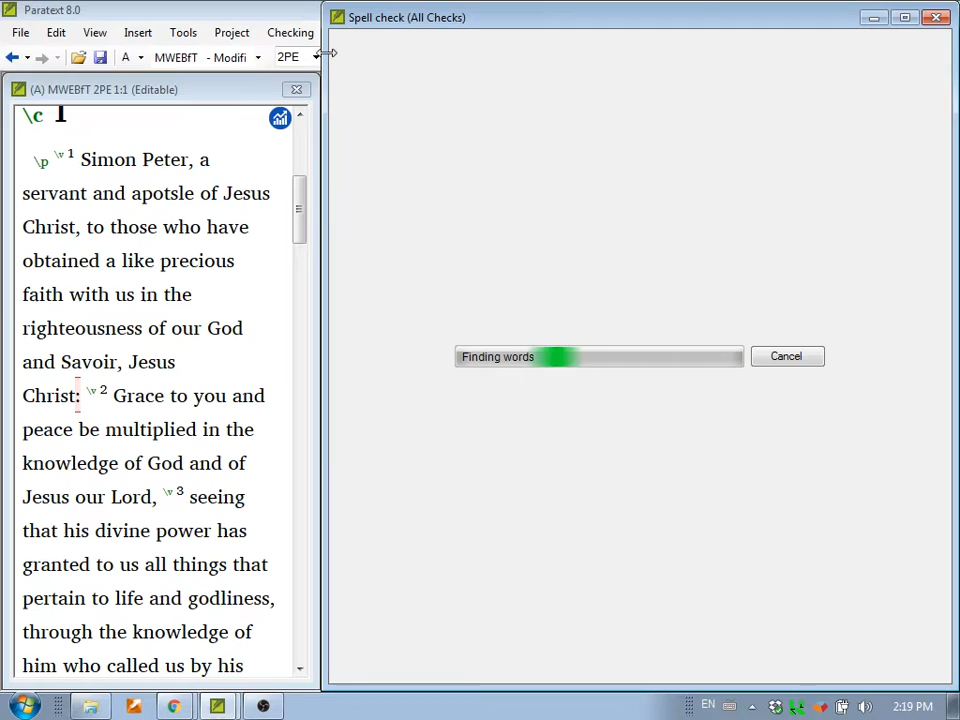 Paratext 8.0
File Edit View Insert Tools Project Checking
A MWEBfT - Modifi 2PE
(A) MWEBfT 2PE 1:1 (Editable)
\c 1
\p \v 1 Simon Peter, a
servant and apotsle of Jesus
Christ, to those who have
obtained a like precious
faith with us in the
righteousness of our God
and Savoir, Jesus
Christ: \v 2 Grace to you and
peace be multiplied in the
knowledge of God and of
Jesus our Lord, \v 3 seeing
that his divine power has
granted to us all things that
pertain to life and godliness,
through the knowledge of
him who called us by his
Spell check (All Checks)
Finding words
Cancel
EN
2:19 PM